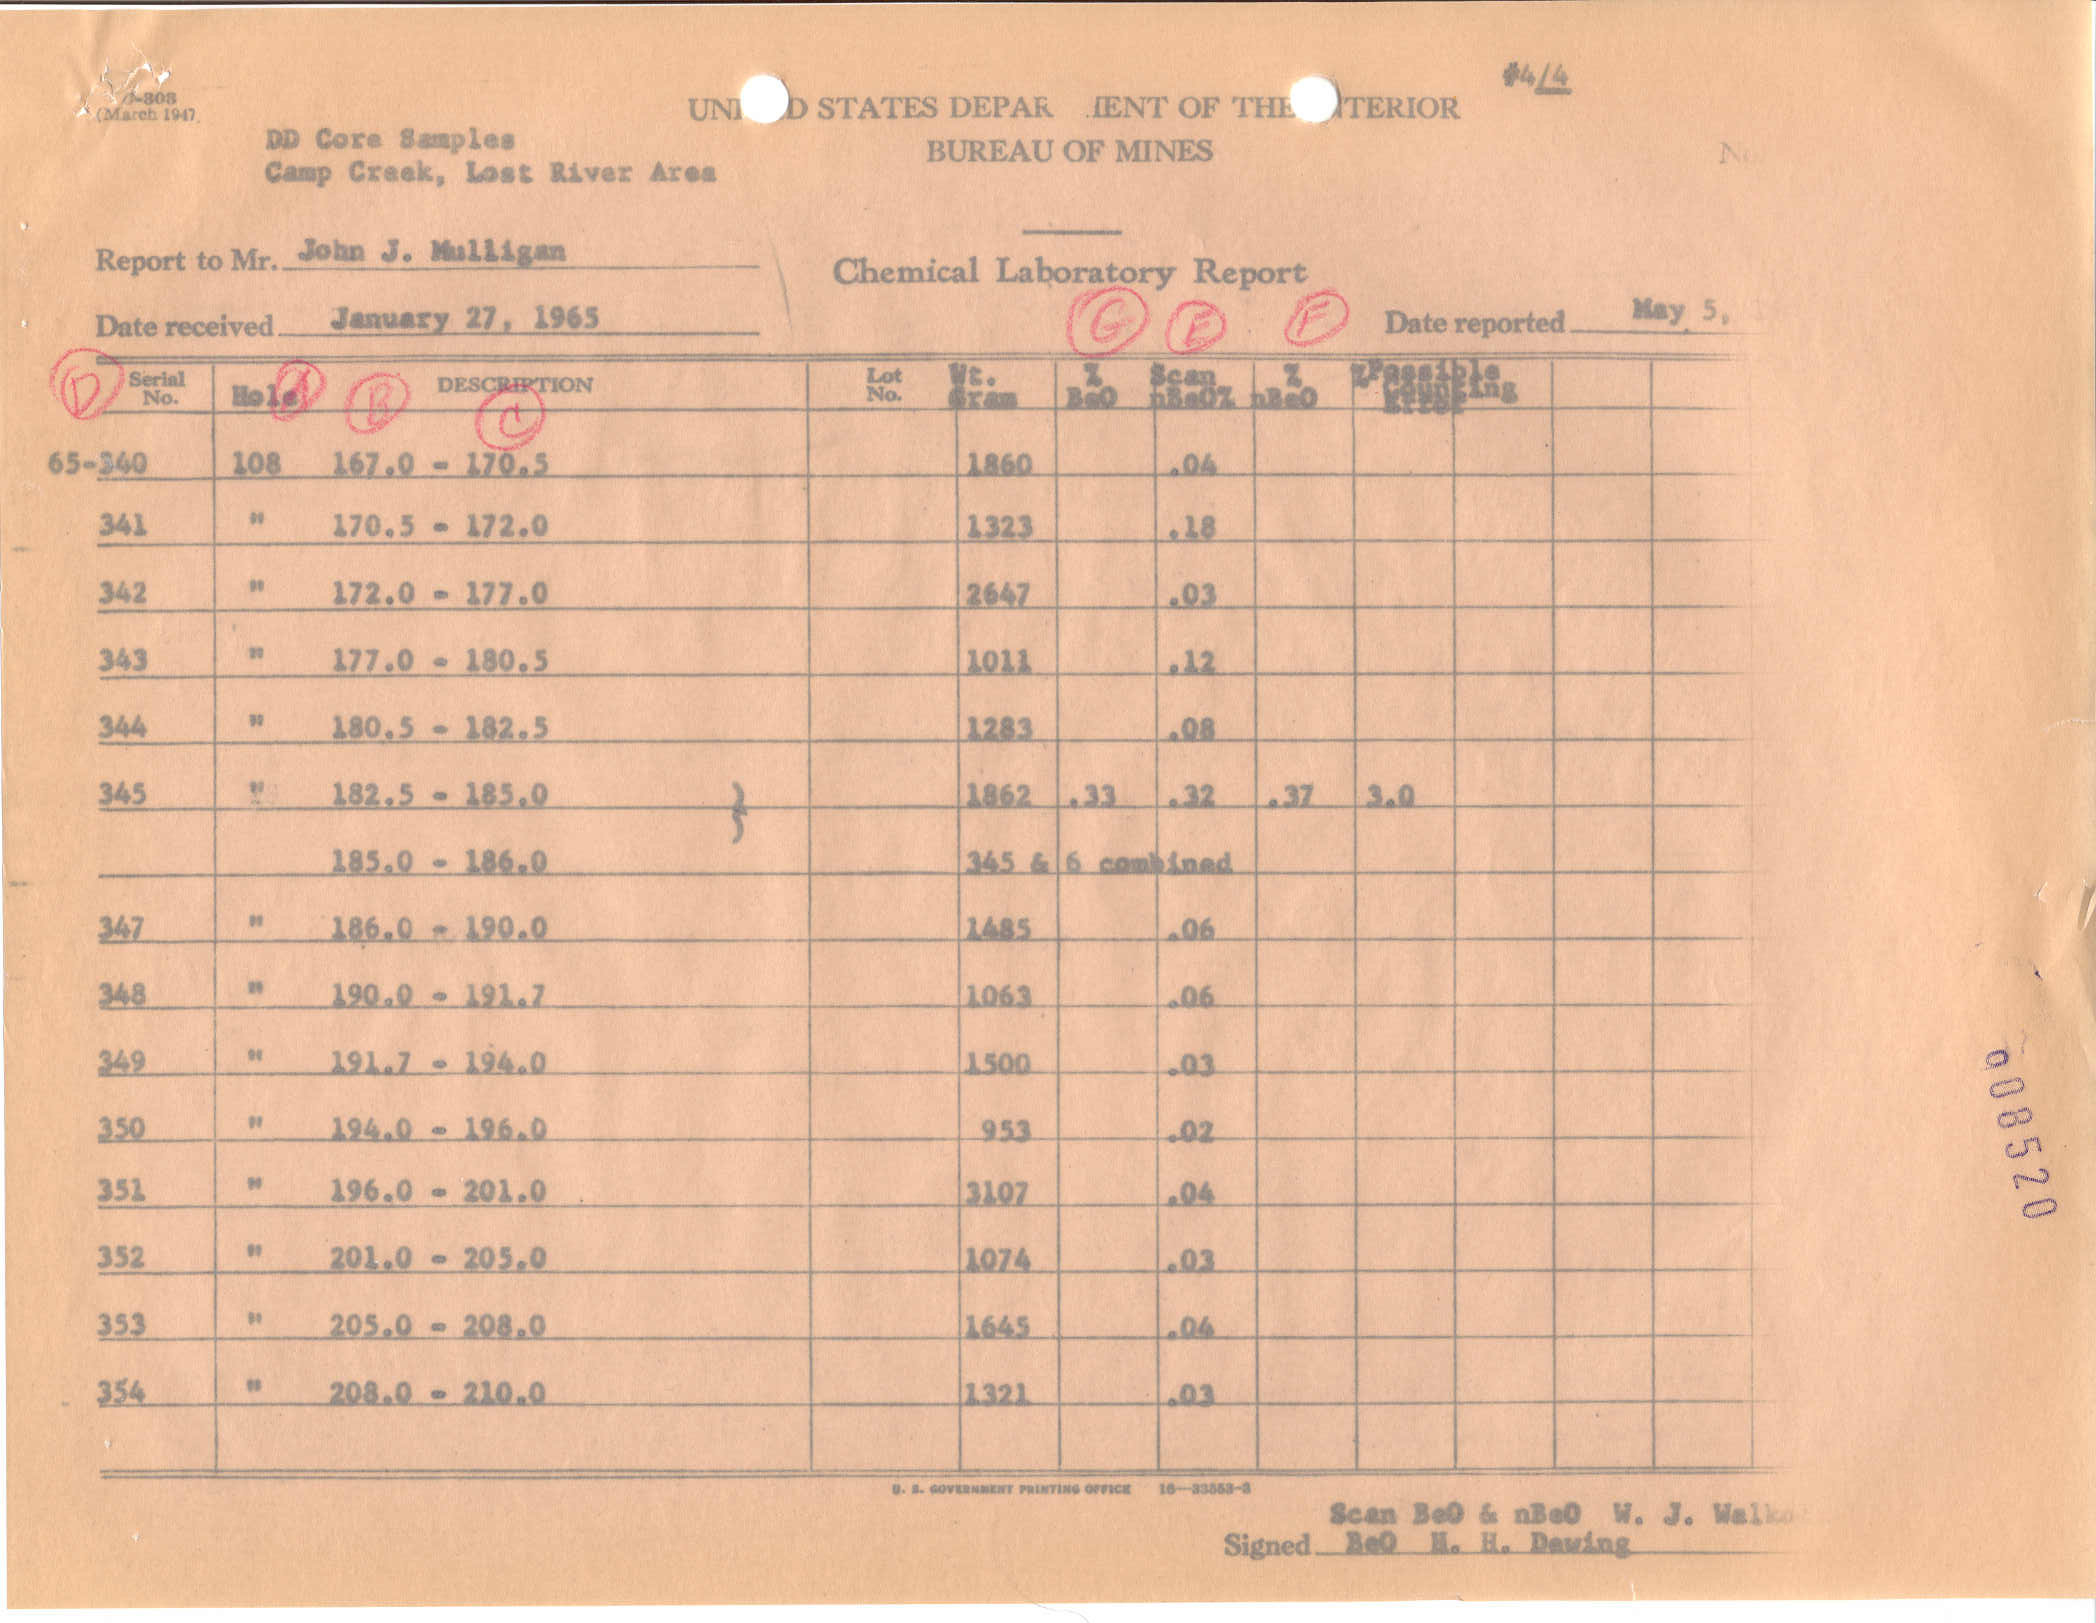 #4/4
-808
(March 1947
UNI D STATES DEPAR MENT OF THE NTERIOR
BUREAU OF MINES
No.
DD Core Samples
Camp Creek, Lost River Area
Report to Mr. John J. Mulligan
Chemical Laboratory Report
Date received January 27, 1965
Date reported May 5,
G E F
D Serial No. Hole A B DESCRIPTION C Lot No. Wt. Gram % BeO Scan nBeO% % nBeO %Possible Counting Error
65-340 108 167.0 - 170.5 1860 .04
341 " 170.5 - 172.0 1323 .18
342 " 172.0 - 177.0 2647 .03
343 " 177.0 - 180.5 1011 .12
344 " 180.5 - 182.5 1283 .08
345 " 182.5 - 185.0 } 1862 .33 .32 .37 3.0
185.0 - 186.0 345 & 6 combined
347 " 186.0 - 190.0 1485 .06
348 " 190.0 - 191.7 1063 .06
349 " 191.7 - 194.0 1500 .03
350 " 194.0 - 196.0 953 .02
351 " 196.0 - 201.0 3107 .04
352 " 201.0 - 205.0 1074 .03
353 " 205.0 - 208.0 1645 .04
354 " 208.0 - 210.0 1321 .03
U. S. GOVERNMENT PRINTING OFFICE 16—33553-3
Scan BeO & nBeO W. J. Walk
Signed BeO H. H. Dewing
008520